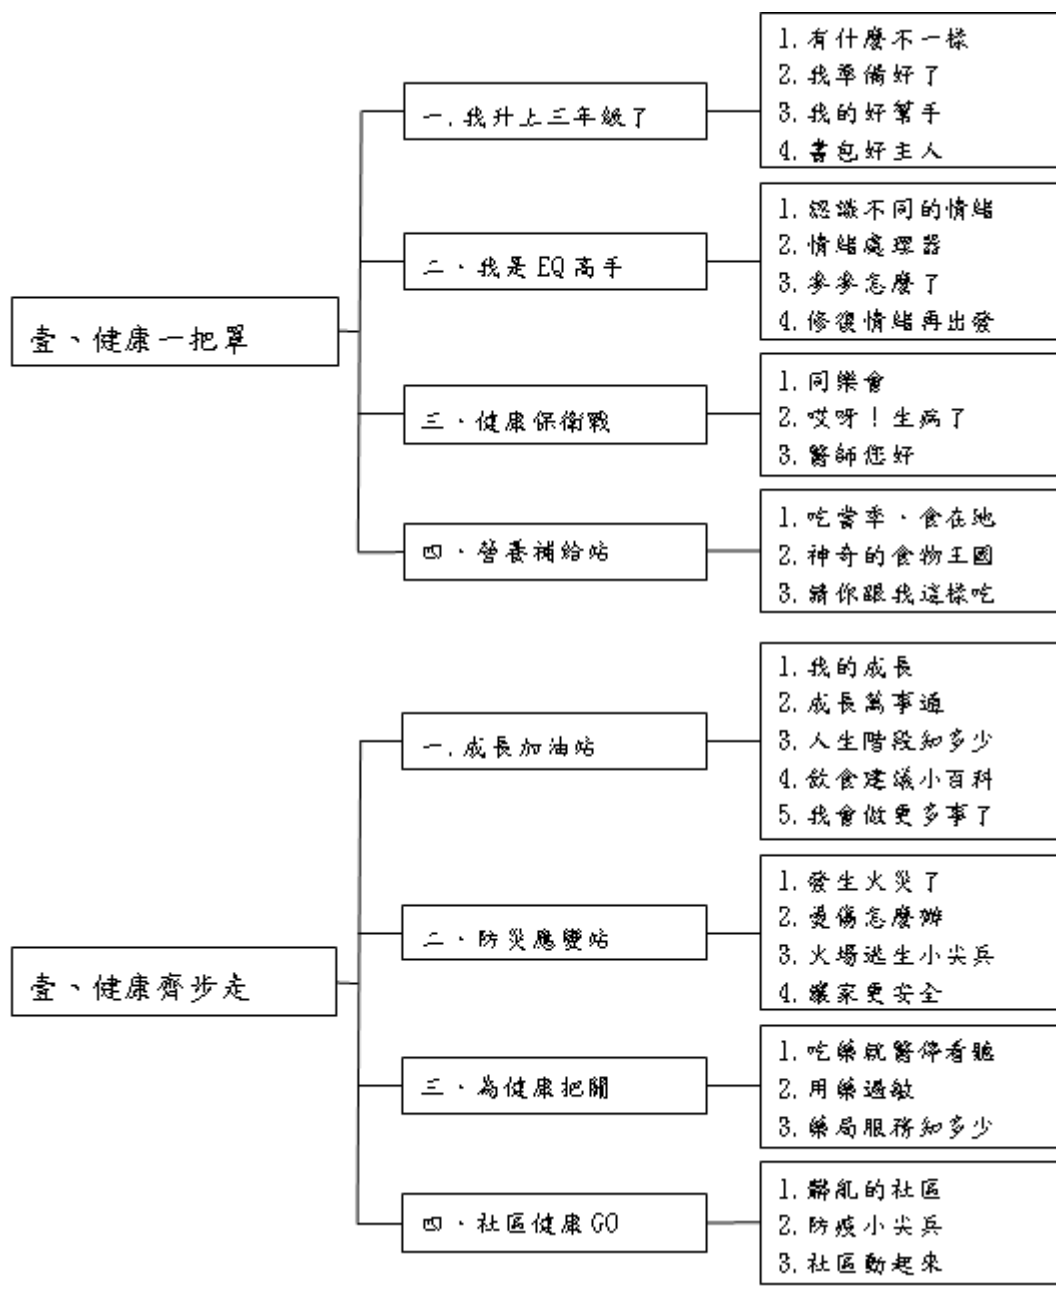 壹、健康一把罩
一.我升上三年級了
1.有什麼不一樣
2.我準備好了
3.我的好幫手
4.書包好主人
二、我是EQ高手
1.認識不同的情緒
2.情緒處理器
3.爹爹怎麼了
4.修復情緒再出發
三、健康保衛戰
1.同樂會
2.哎呀！生病了
3.醫師您好
四、營養補給站
1.吃當季、食在地
2.神奇的食物王國
3.請你跟我這樣吃
壹、健康齊步走
一.成長加油站
1.我的成長
2.成長萬事通
3.人生階段知多少
4.飲食建議小百科
5.我會做更多事了
二、防災應變站
1.發生火災了
2.燙傷怎麼辦
3.火場逃生小尖兵
4.讓家更安全
三、為健康把關
1.吃藥就醫停看聽
2.用藥過敏
3.藥局服務知多少
四、社區健康GO
1.髒亂的社區
2.防疫小尖兵
3.社區動起來